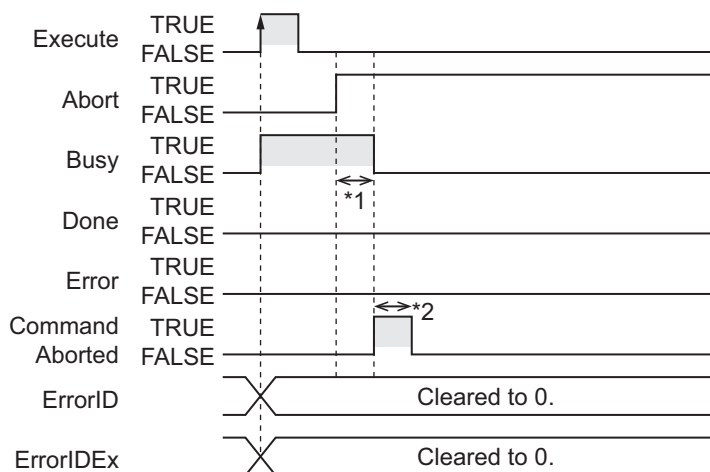 Execute
TRUE
FALSE
Abort
TRUE
FALSE
Busy
TRUE
FALSE
*1
Done
TRUE
FALSE
Error
TRUE
FALSE
*2
Command
Aborted
TRUE
FALSE
ErrorID
Cleared to 0.
ErrorIDEx
Cleared to 0.